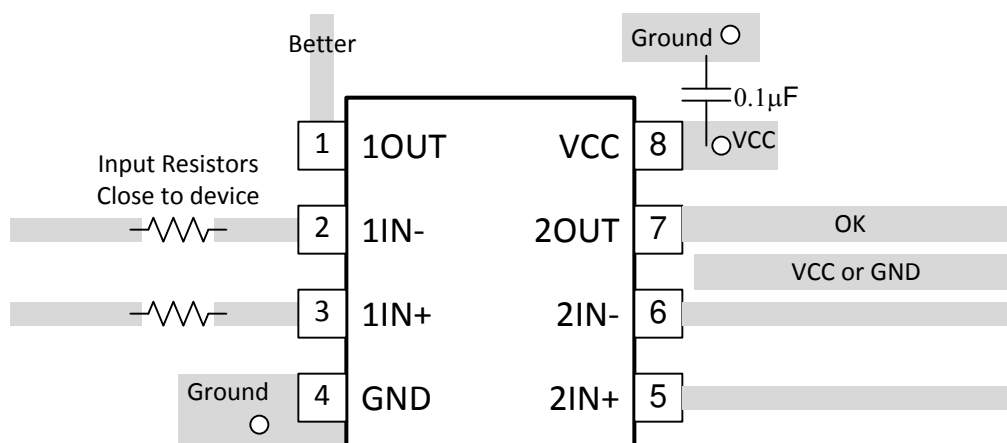 Better
Ground
0.1µF
1 1OUT VCC 8 VCC
Input Resistors
Close to device
2 1IN- 2OUT 7 OK
VCC or GND
3 1IN+ 2IN- 6
Ground
4 GND 2IN+ 5